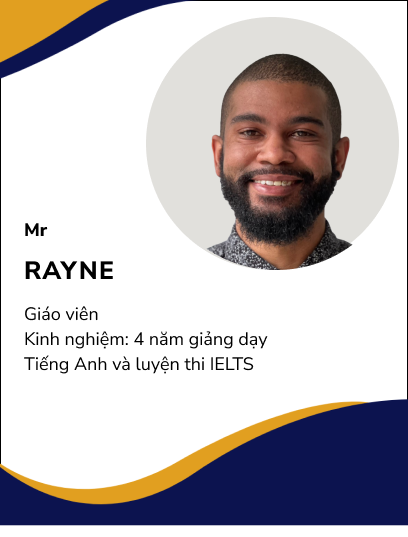 Mr
RAYNE
Giáo viên
Kinh nghiệm: 4 năm giảng dạy
Tiếng Anh và luyện thi IELTS